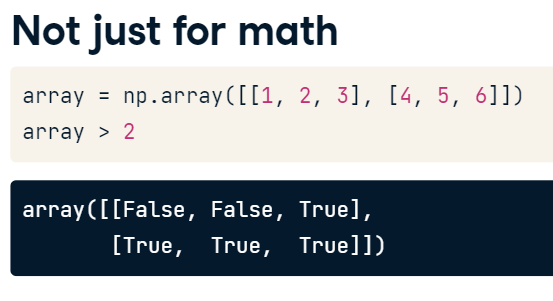 Not just for math
array = np.array([[1, 2, 3], [4, 5, 6]])
array > 2
array([[False, False, True],
       [True,  True,  True]])